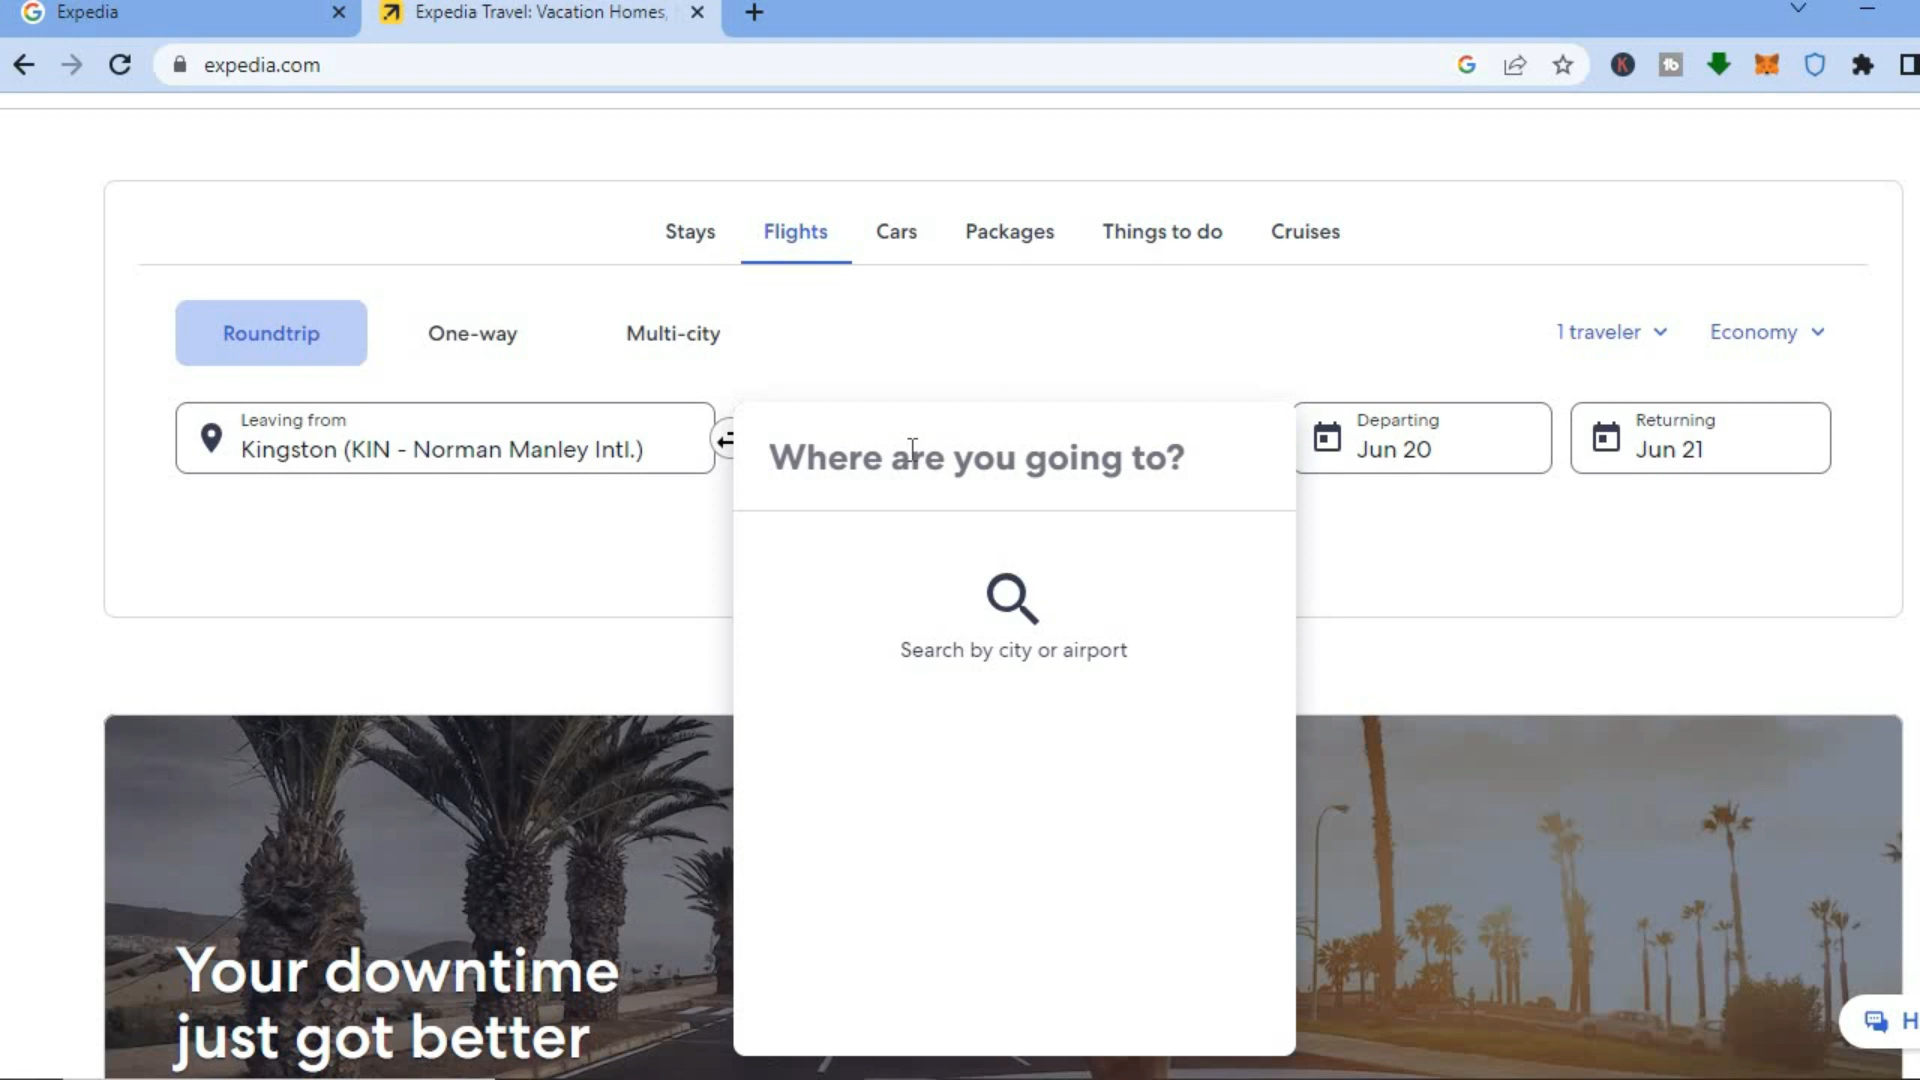 Expedia
Expedia Travel: Vacation Homes,
expedia.com
Stays
Flights
Cars
Packages
Things to do
Cruises
Roundtrip
One-way
Multi-city
1 traveler
Economy
Leaving from
Kingston (KIN - Norman Manley Intl.)
Where are you going to?
Departing
Jun 20
Returning
Jun 21
Search by city or airport
Your downtime
just got better
H